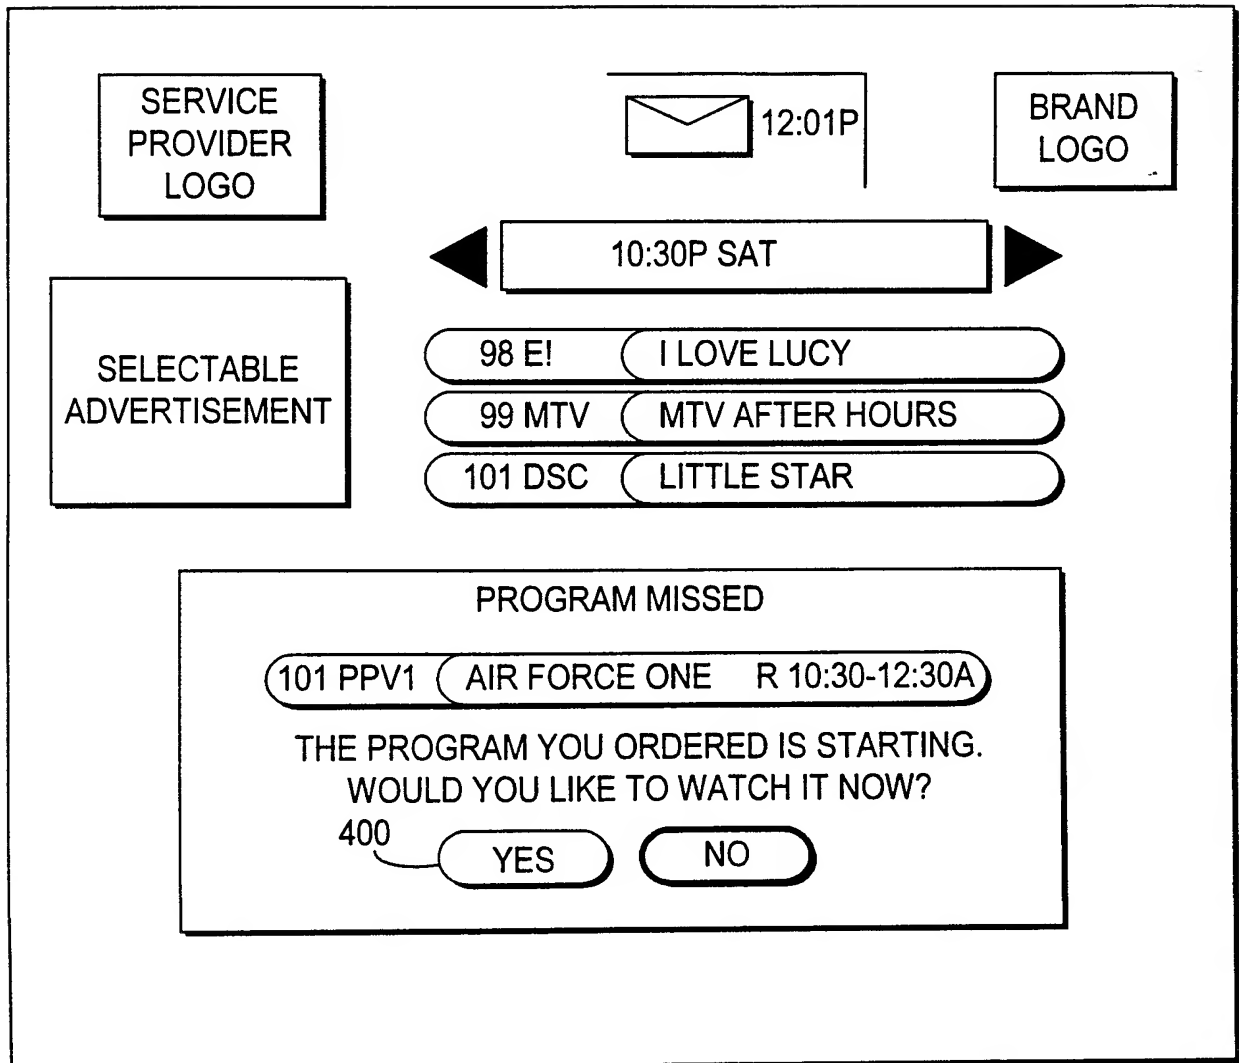 SERVICE
PROVIDER
LOGO
12:01P
BRAND
LOGO
10:30P SAT
SELECTABLE
ADVERTISEMENT
98 E! I LOVE LUCY
99 MTV MTV AFTER HOURS
101 DSC LITTLE STAR
PROGRAM MISSED
101 PPV1 AIR FORCE ONE R 10:30-12:30A
THE PROGRAM YOU ORDERED IS STARTING.
WOULD YOU LIKE TO WATCH IT NOW?
400
YES NO